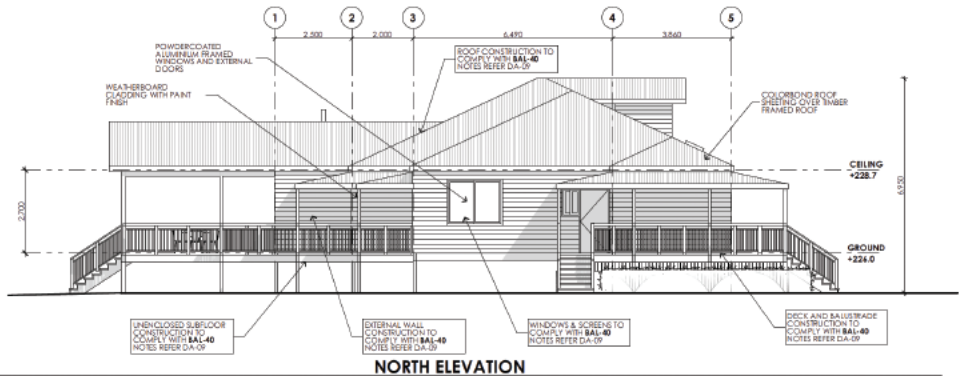 1 2 3 4 5
2,500 2,000 6,490 3,860
POWDERCOATED
ALUMINIUM FRAMED
WINDOWS AND EXTERNAL
DOORS
ROOF CONSTRUCTION TO
COMPLY WITH BAL-40
NOTES REFER DA-09
WEATHERBOARD
CLADDING WITH PAINT
FINISH
COLORBOND ROOF
SHEETING OVER TIMBER
FRAMED ROOF
CEILING
+228.7
2,700
6,950
GROUND
+226.0
UNENCLOSED SUBFLOOR
CONSTRUCTION TO
COMPLY WITH BAL-40
NOTES REFER DA-09
EXTERNAL WALL
CONSTRUCTION TO
COMPLY WITH BAL-40
NOTES REFER DA-09
WINDOWS & SCREENS TO
COMPLY WITH BAL-40
NOTES REFER DA-09
DECK AND BALUSTRADE
CONSTRUCTION TO
COMPLY WITH BAL-40
NOTES REFER DA-09
NORTH ELEVATION